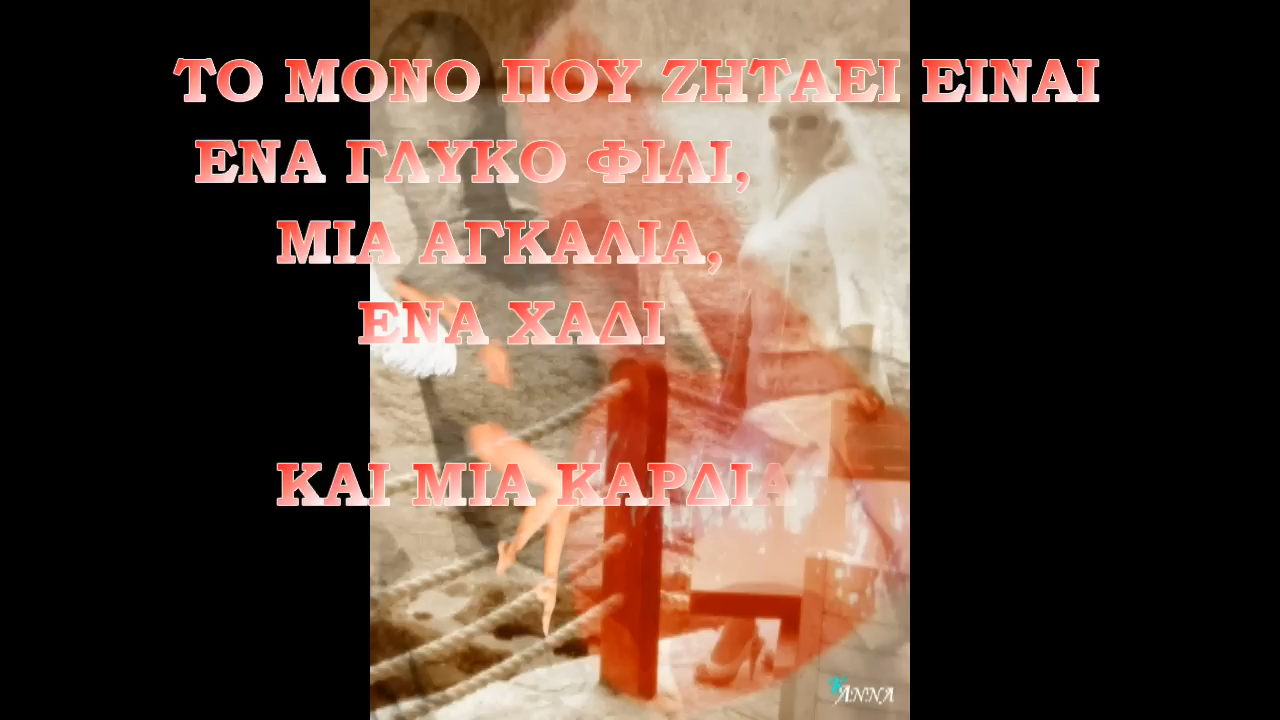 ΤΟ ΜΟΝΟ ΠΟΥ ΖΗΤΑΕΙ ΕΙΝΑΙ
ΕΝΑ ΓΛΥΚΟ ΦΙΛΙ,
ΜΙΑ ΑΓΚΑΛΙΑ,
ΕΝΑ ΧΑΔΙ
ΚΑΙ ΜΙΑ ΚΑΡΔΙΑ
ANNA